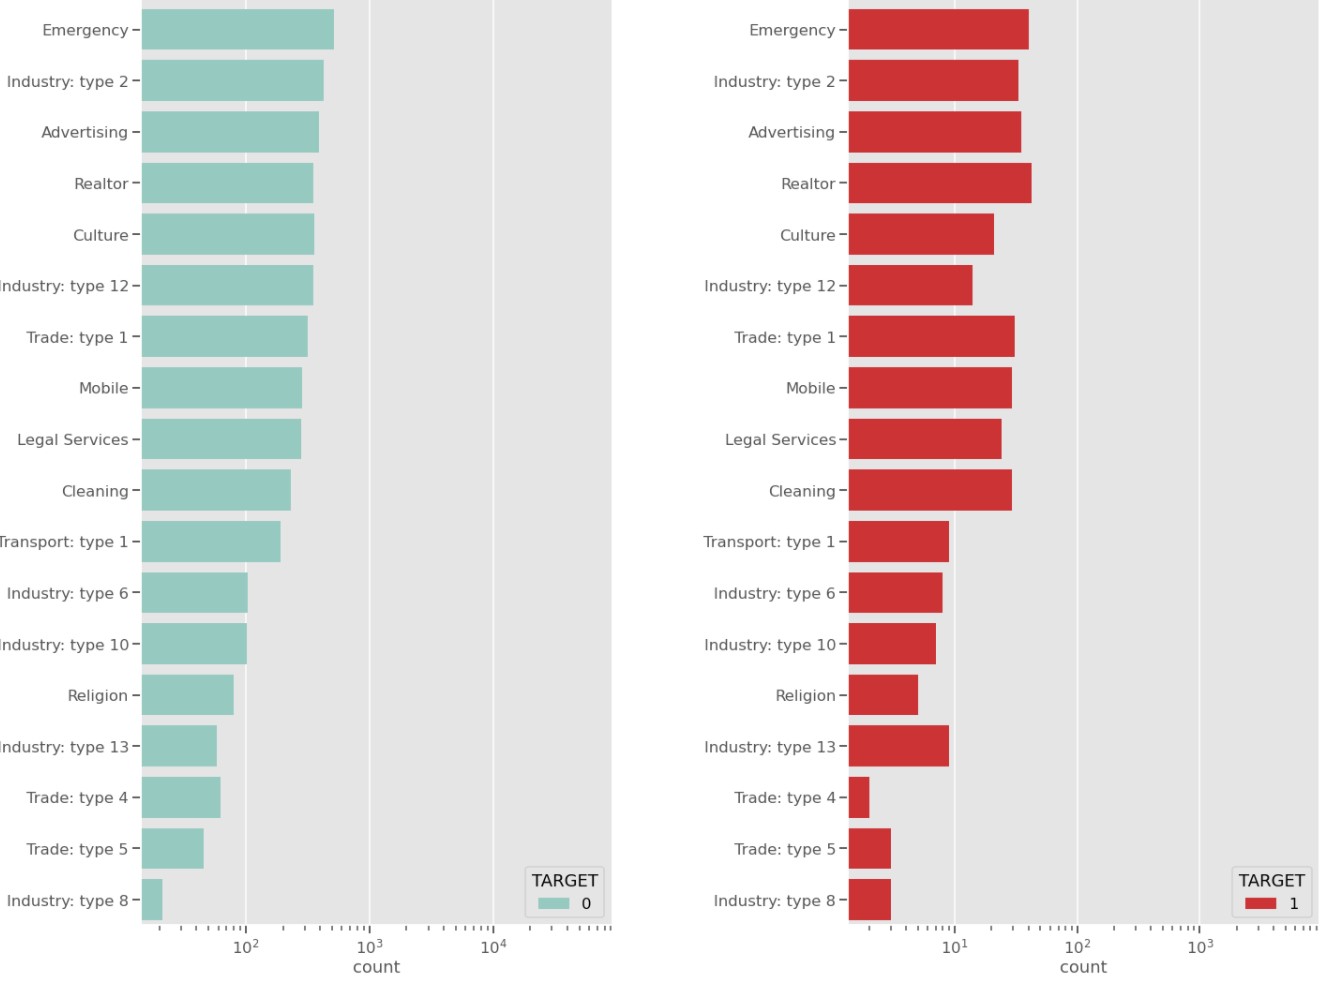 Emergency
Industry: type 2
Advertising
Realtor
Culture
Industry: type 12
Trade: type 1
Mobile
Legal Services
Cleaning
Transport: type 1
Industry: type 6
Industry: type 10
Religion
Industry: type 13
Trade: type 4
Trade: type 5
Industry: type 8
TARGET
0
10² 10³ 10⁴
count
Emergency
Industry: type 2
Advertising
Realtor
Culture
Industry: type 12
Trade: type 1
Mobile
Legal Services
Cleaning
Transport: type 1
Industry: type 6
Industry: type 10
Religion
Industry: type 13
Trade: type 4
Trade: type 5
Industry: type 8
TARGET
1
10¹ 10² 10³
count